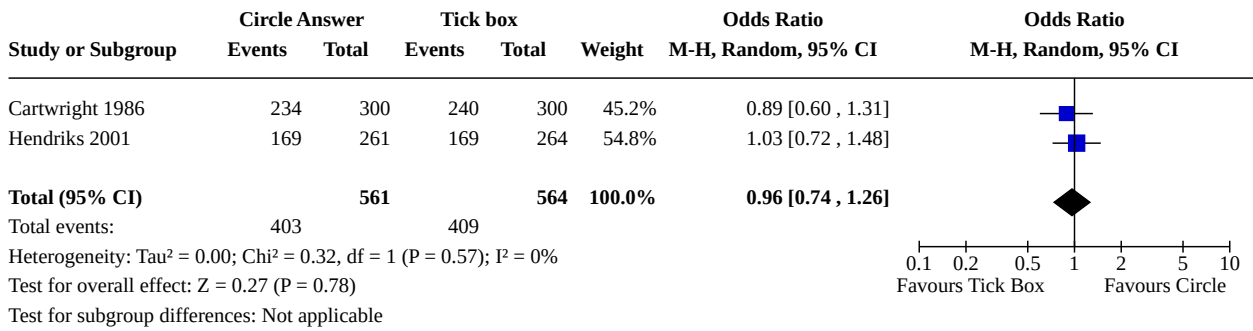 Circle Answer Tick box Odds Ratio Odds Ratio
Study or Subgroup Events Total Events Total Weight M-H, Random, 95% CI M-H, Random, 95% CI
Cartwright 1986 234 300 240 300 45.2% 0.89 [0.60 , 1.31]
Hendriks 2001 169 261 169 264 54.8% 1.03 [0.72 , 1.48]
Total (95% CI) 561 564 100.0% 0.96 [0.74 , 1.26]
Total events: 403 409
Heterogeneity: Tau² = 0.00; Chi² = 0.32, df = 1 (P = 0.57); I² = 0%
0.1 0.2 0.5 1 2 5 10
Test for overall effect: Z = 0.27 (P = 0.78) Favours Tick Box Favours Circle
Test for subgroup differences: Not applicable